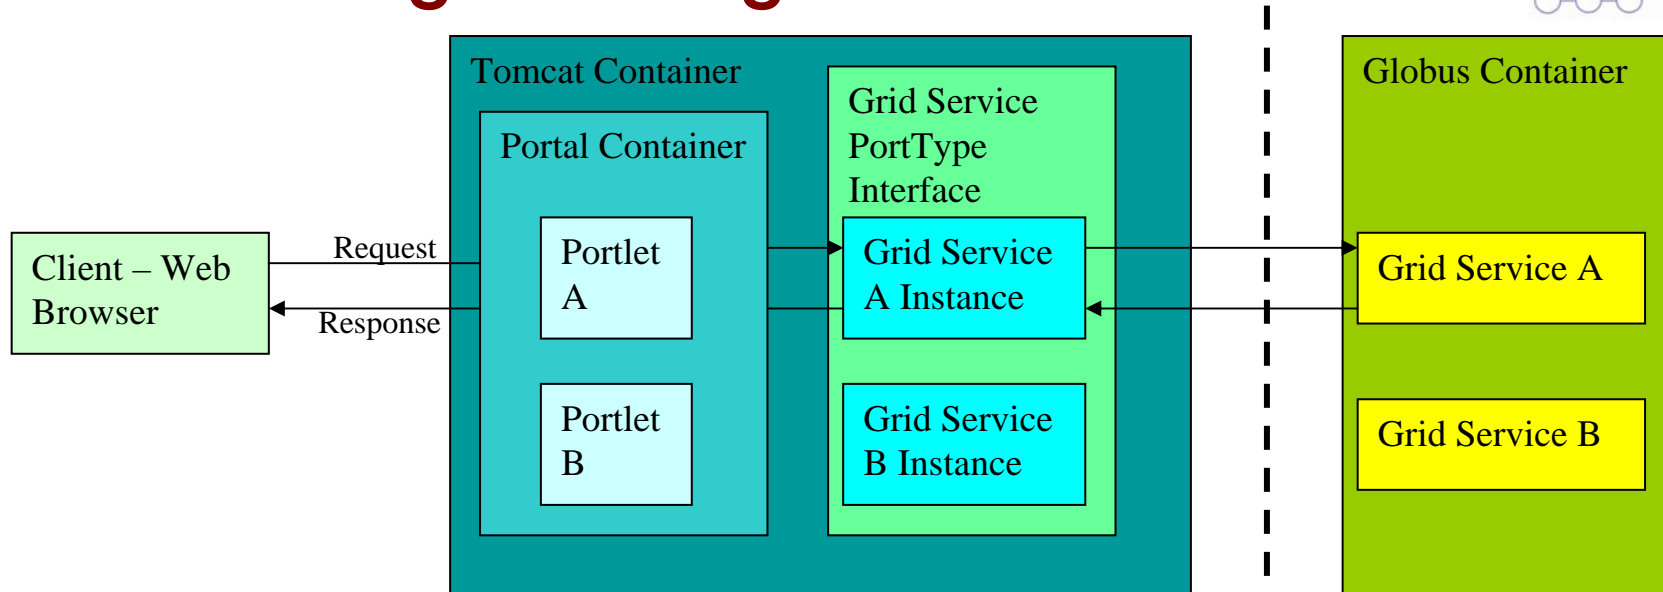 Tomcat Container
Globus Container
Grid Service
PortType
Interface
Portal Container
Request
Response
Client – Web
Browser
Portlet
A
Grid Service
A Instance
Grid Service A
Portlet
B
Grid Service
B Instance
Grid Service B